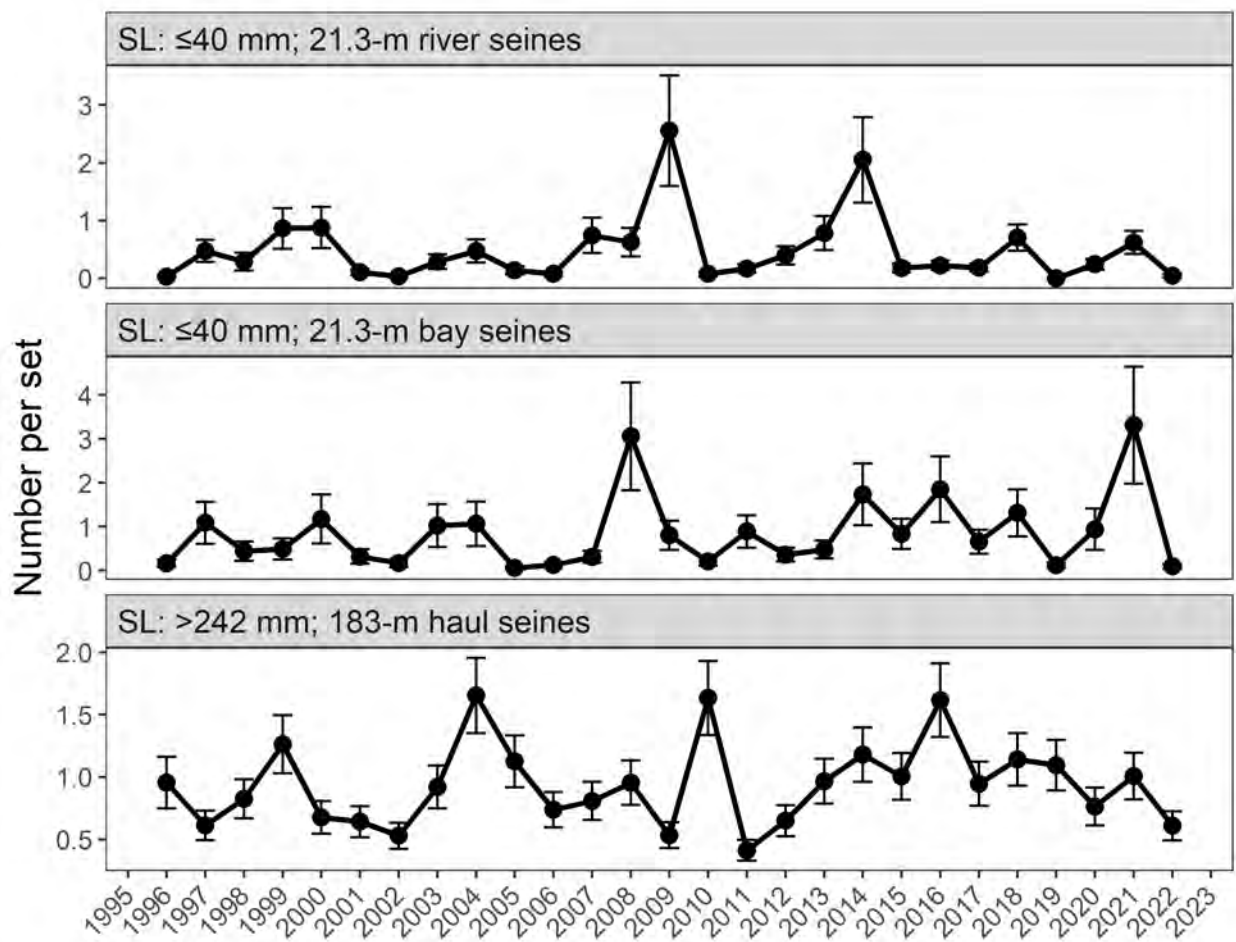 SL: ≤40 mm; 21.3-m river seines
3
2
1
0
SL: ≤40 mm; 21.3-m bay seines
4
3
2
1
0
Number per set
SL: >242 mm; 183-m haul seines
2.0
1.5
1.0
0.5
1995 1996 1997 1998 1999 2000 2001 2002 2003 2004 2005 2006 2007 2008 2009 2010 2011 2012 2013 2014 2015 2016 2017 2018 2019 2020 2021 2022 2023